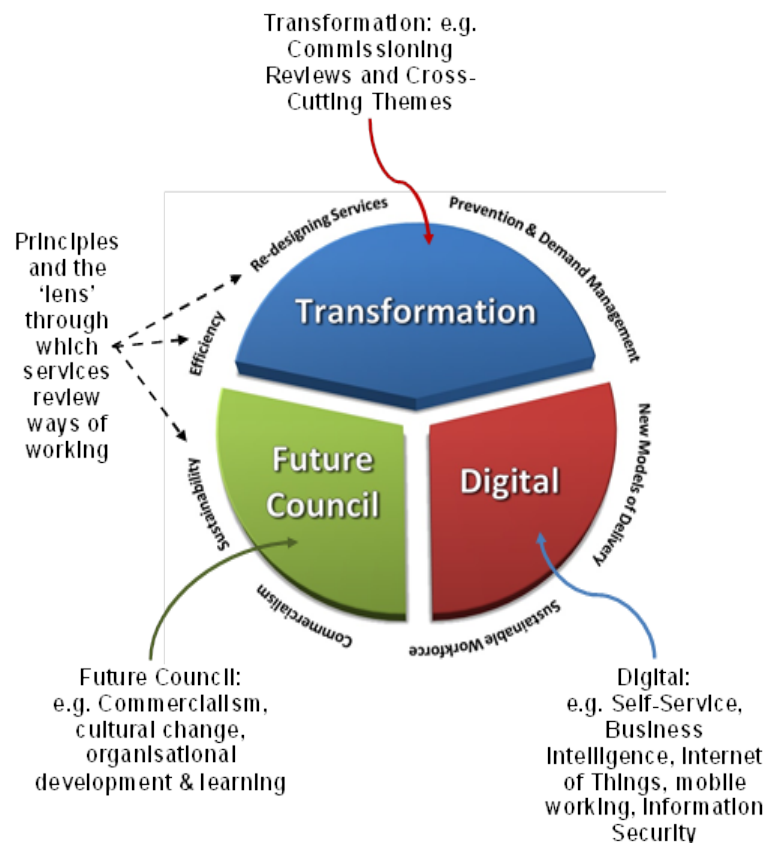 Transformation: e.g.
Commissioning
Reviews and Cross-
Cutting Themes
Re-designing Services
Prevention & Demand Management
Principles
and the
‘lens’
through
which
services
review
ways of
working
Efficiency
Transformation
Future
Council
Digital
New Models of Delivery
Sustainability
Commercialism
Sustainable Workforce
Future Council:
e.g. Commercialism,
cultural change,
organisational
development & learning
Digital:
e.g. Self-Service,
Business
Intelligence, Internet
of Things, mobile
working, Information
Security